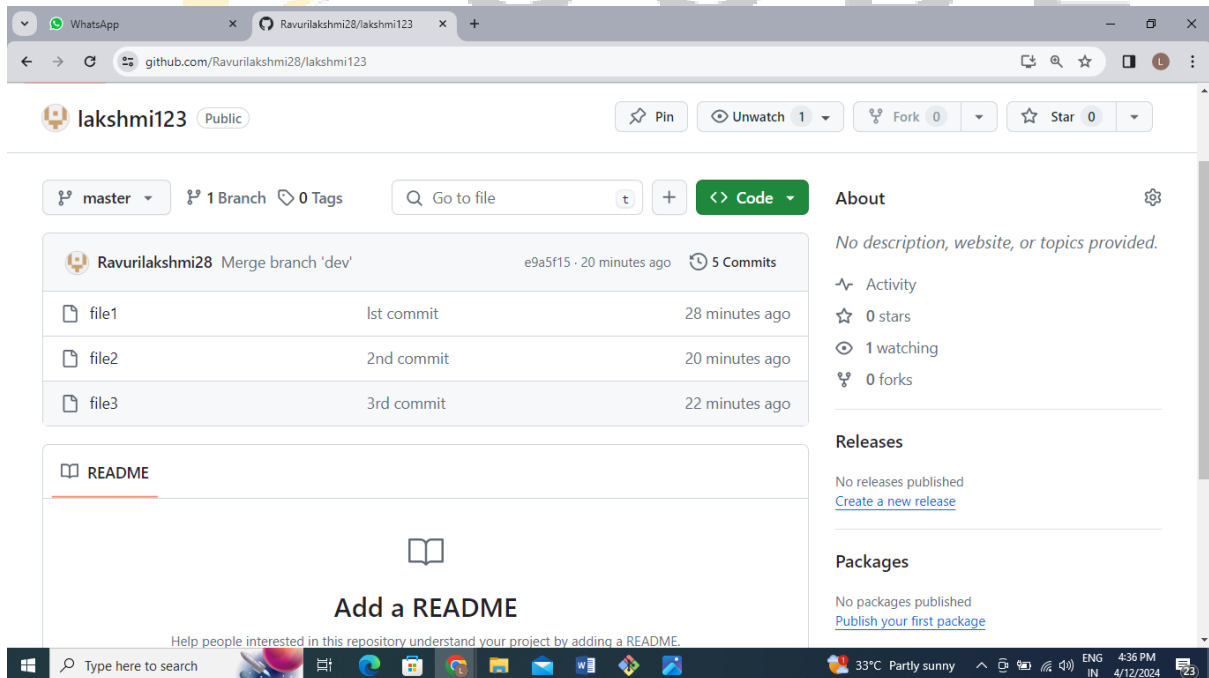 WhatsApp
Ravurilakshmi28/lakshmi123
github.com/Ravurilakshmi28/lakshmi123
L
lakshmi123 Public
Pin
Unwatch 1
Fork 0
Star 0
master
1 Branch
0 Tags
Go to file
t
Code
Ravurilakshmi28 Merge branch 'dev'
e9a5f15 · 20 minutes ago
5 Commits
file1 lst commit 28 minutes ago
file2 2nd commit 20 minutes ago
file3 3rd commit 22 minutes ago
README
Add a README
Help people interested in this repository understand your project by adding a README.
About
No description, website, or topics provided.
Activity
0 stars
1 watching
0 forks
Releases
No releases published
Create a new release
Packages
No packages published
Publish your first package
Type here to search
33°C Partly sunny
ENG
IN
4:36 PM
4/12/2024
23